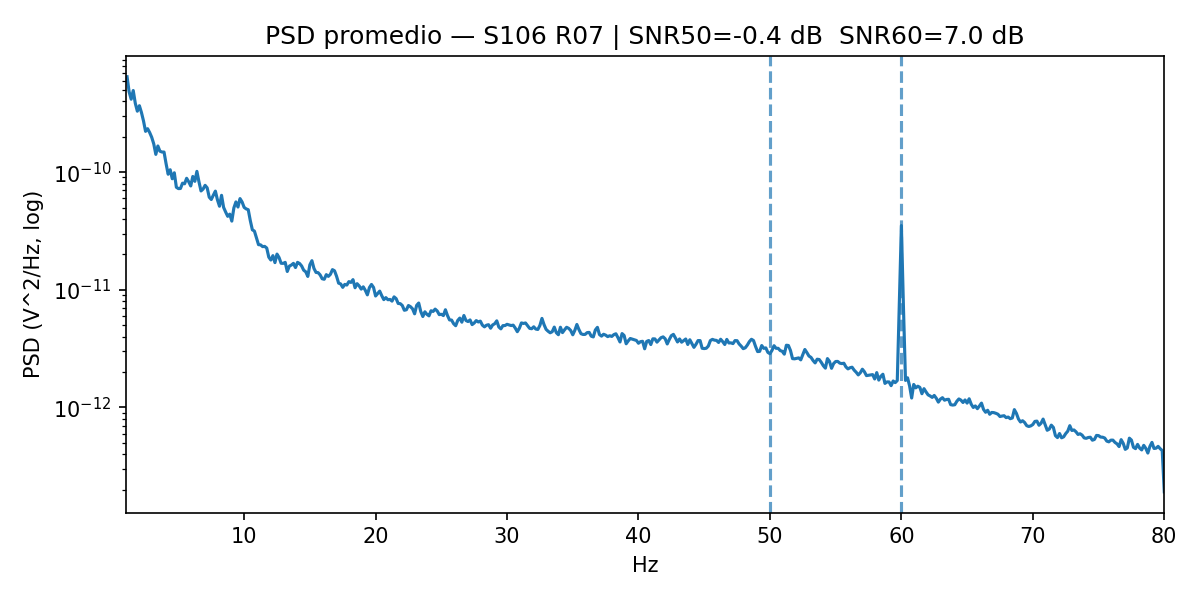 PSD promedio — S106 R07 | SNR50=-0.4 dB  SNR60=7.0 dB
PSD (V^2/Hz, log)
10⁻¹⁰
10⁻¹¹
10⁻¹²
10 20 30 40 50 60 70 80
Hz